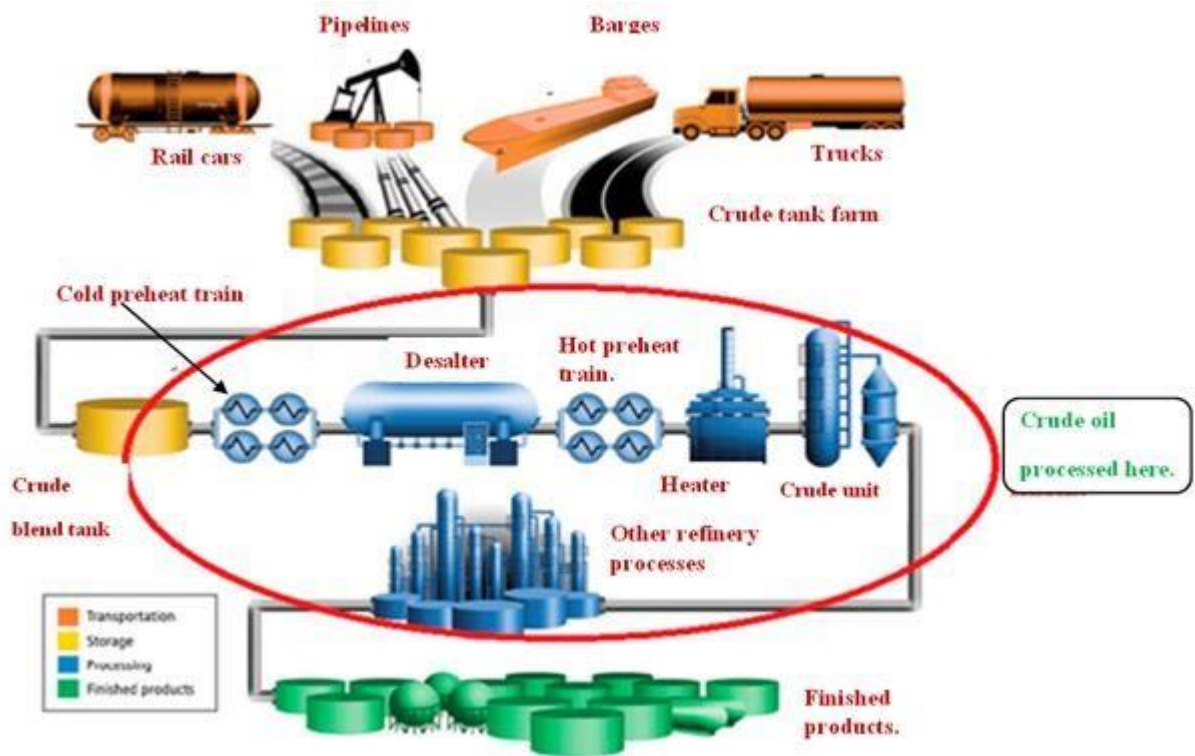 Pipelines
Barges
Rail cars
Trucks
Crude tank farm
Cold preheat train
Desalter
Hot preheat
train.
Crude oil
processed here.
Crude
blend tank
Heater
Crude unit
Other refinery
processes
Transportation
Storage
Processing
Finished products
Finished
products.